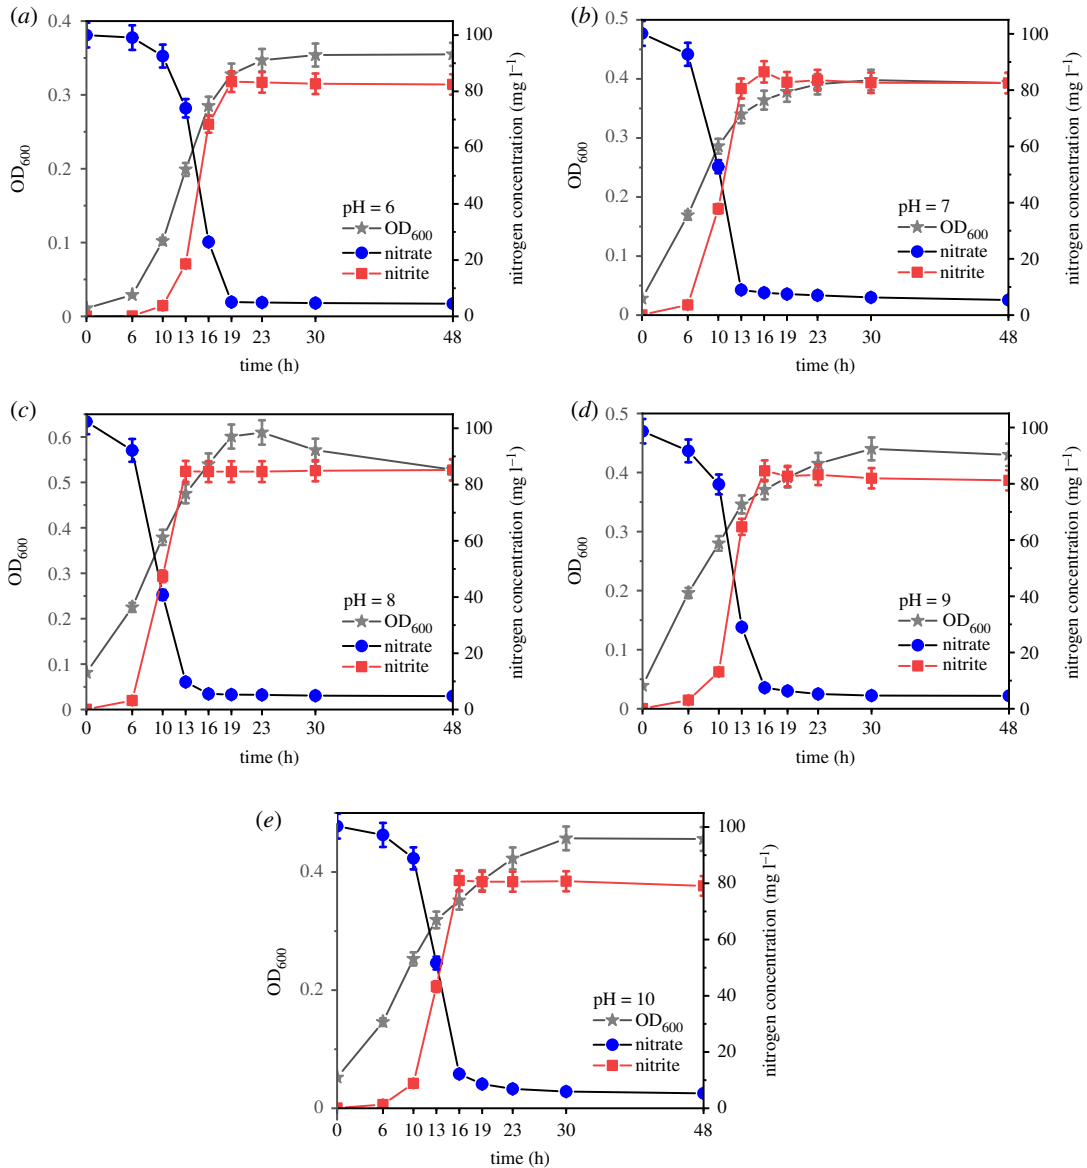 (a)
0.4
0.3
0.2
0.1
0
OD600
100
80
60
40
20
0
nitrogen concentration (mg l−1)
pH = 6
OD600
nitrate
nitrite
0 6 10 13 16 19 23 30 48
time (h)
(b)
0.5
0.4
0.3
0.2
0.1
0
OD600
100
80
60
40
20
0
nitrogen concentration (mg l−1)
pH = 7
OD600
nitrate
nitrite
0 6 10 13 16 19 23 30 48
time (h)
(c)
0.6
0.5
0.4
0.3
0.2
0.1
0
OD600
100
80
60
40
20
0
nitrogen concentration (mg l−1)
pH = 8
OD600
nitrate
nitrite
0 6 10 13 16 19 23 30 48
time (h)
(d)
0.5
0.4
0.3
0.2
0.1
0
OD600
100
80
60
40
20
0
nitrogen concentration (mg l−1)
pH = 9
OD600
nitrate
nitrite
0 6 10 13 16 19 23 30 48
time (h)
(e)
0.4
0.2
0
OD600
100
80
60
40
20
0
nitrogen concentration (mg l−1)
pH = 10
OD600
nitrate
nitrite
0 6 10 13 16 19 23 30 48
time (h)